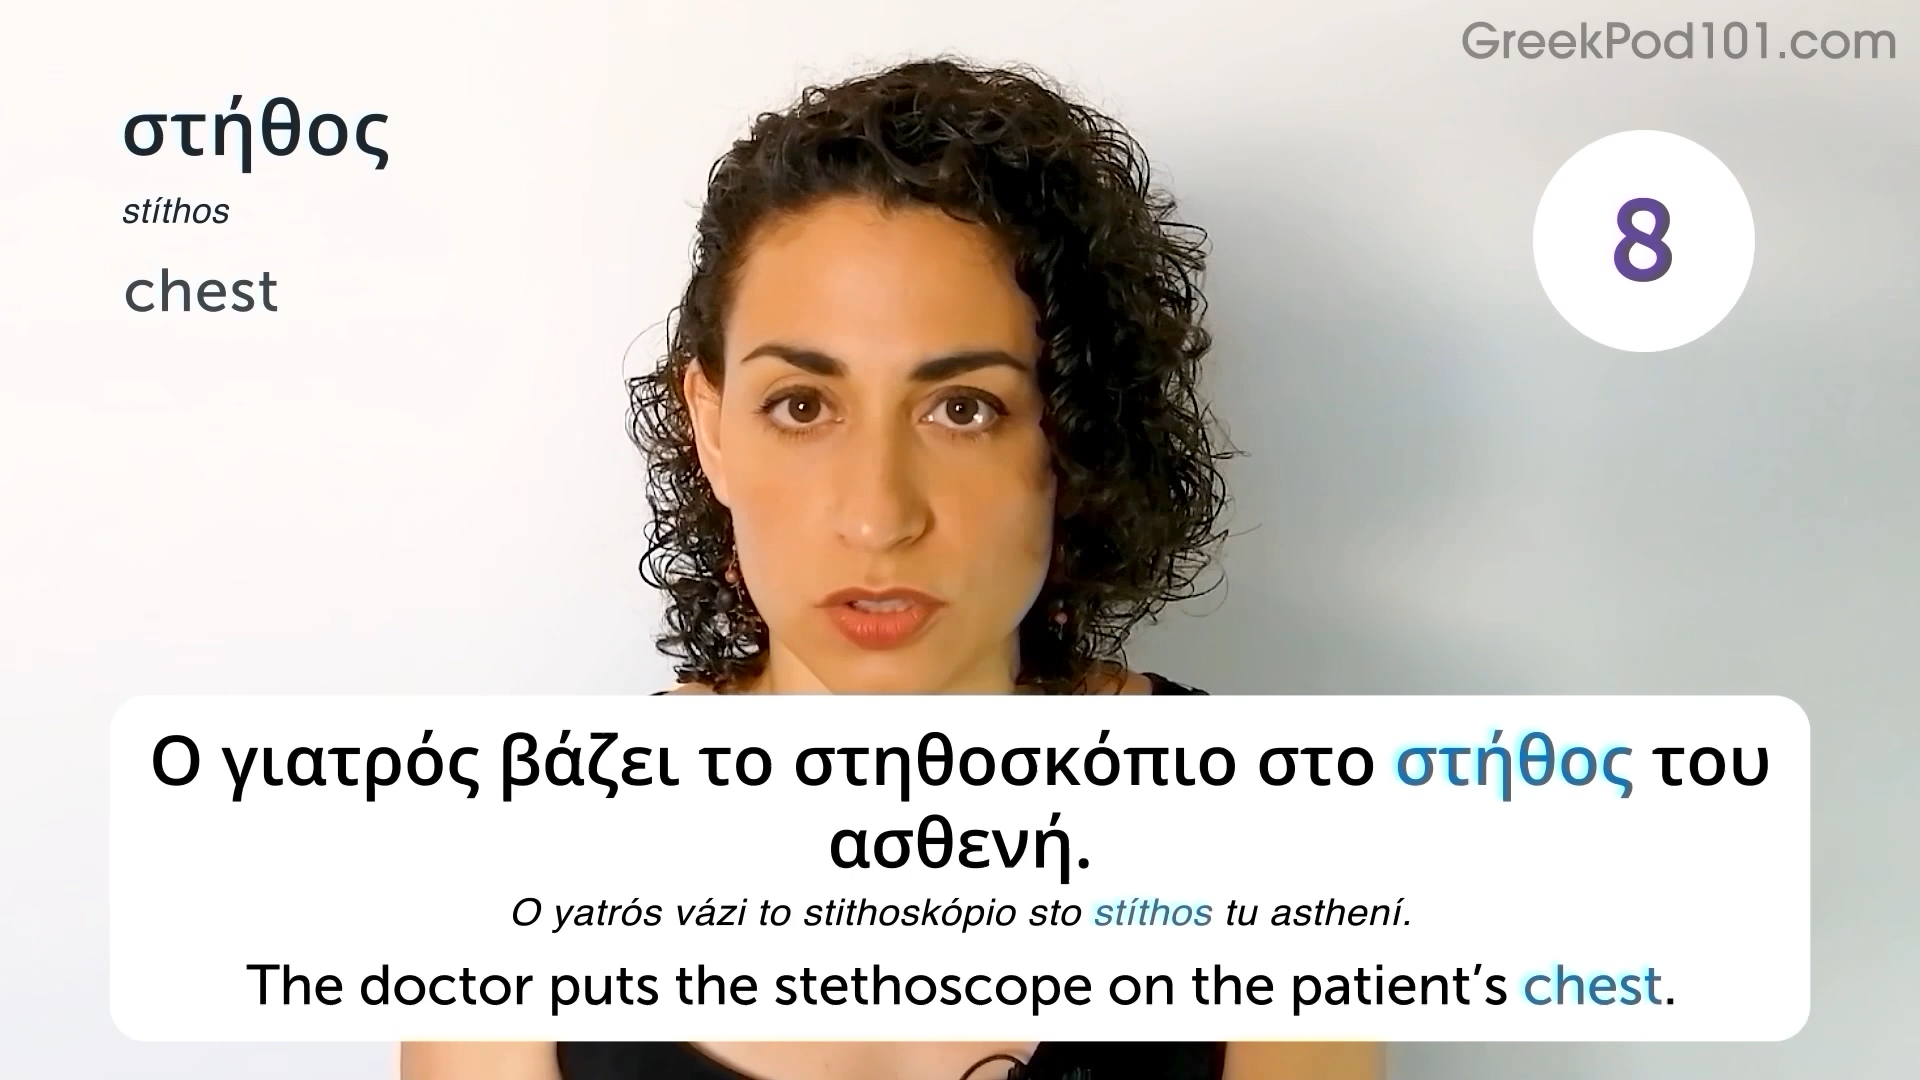 GreekPod101.com
στήθος
stíthos
chest
8
Ο γιατρός βάζει το στηθοσκόπιο στο στήθος του
ασθενή.
O yatrós vázi to stithoskópio sto stíthos tu asthení.
The doctor puts the stethoscope on the patient’s chest.